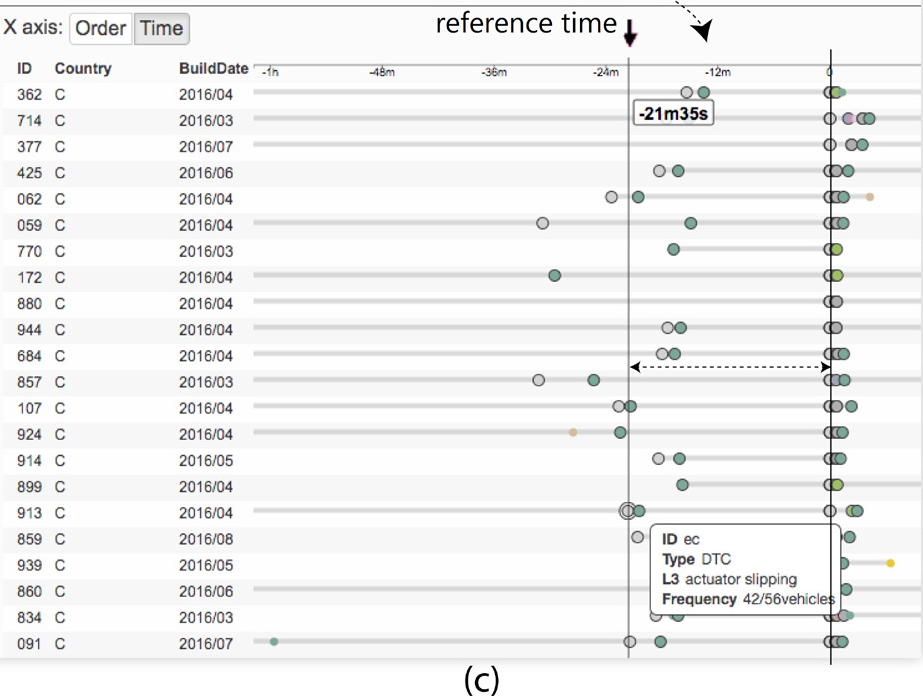 reference time
X axis: Order Time
ID Country BuildDate -1h -48m -36m -24m -12m 0
362 C 2016/04
-21m35s
714 C 2016/03
377 C 2016/07
425 C 2016/06
062 C 2016/04
059 C 2016/04
770 C 2016/03
172 C 2016/04
880 C 2016/04
944 C 2016/04
684 C 2016/04
857 C 2016/03
107 C 2016/04
924 C 2016/04
914 C 2016/05
899 C 2016/04
913 C 2016/04
859 C 2016/08
ID ec
Type DTC
939 C 2016/05
L3 actuator slipping
860 C 2016/06
Frequency 42/56vehicles
834 C 2016/03
091 C 2016/07
(c)